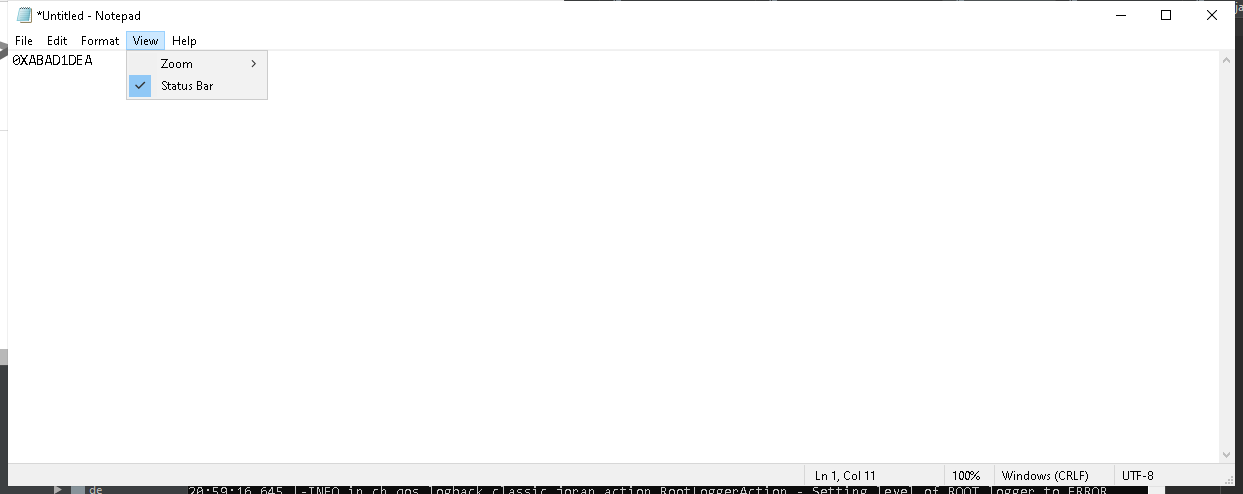 *Untitled - Notepad
File Edit Format View Help
0XABAD1DEA
Zoom
Status Bar
Ln 1, Col 11 100% Windows (CRLF) UTF-8
de 20:59:16,645 |-INFO in ch.qos.logback.classic.joran.action.RootLoggerAction - Setting level of ROOT logger to ERROR